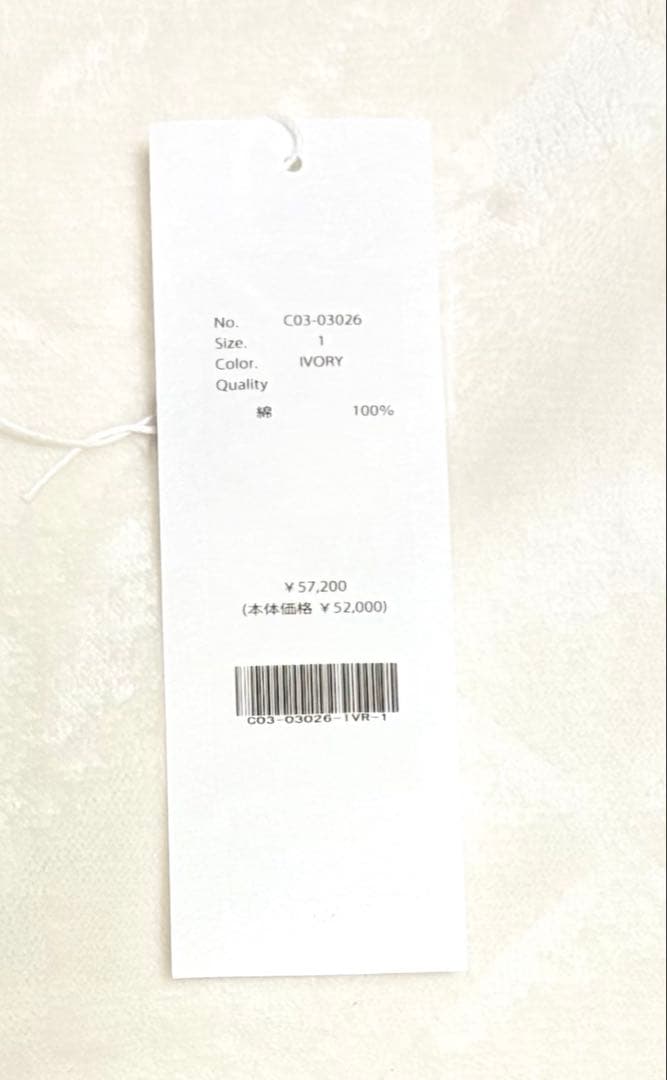 No. C03-03026
Size. 1
Color. IVORY
Quality
綿 100%
¥57,200
(本体価格 ¥52,000)
C03-03026-IVR-1